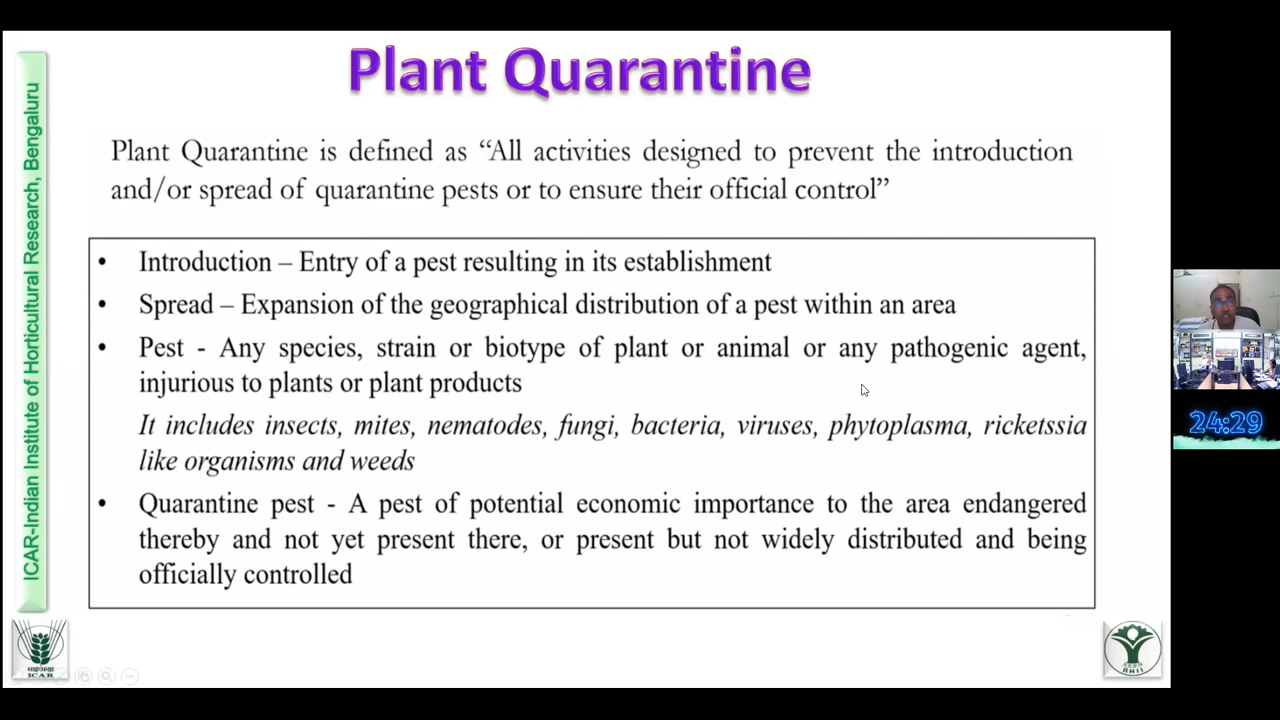 Plant Quarantine
ICAR-Indian Institute of Horticultural Research, Bengaluru
Plant Quarantine is defined as “All activities designed to prevent the introduction
and/or spread of quarantine pests or to ensure their official control”
• Introduction – Entry of a pest resulting in its establishment
• Spread – Expansion of the geographical distribution of a pest within an area
• Pest - Any species, strain or biotype of plant or animal or any pathogenic agent,
injurious to plants or plant products
It includes insects, mites, nematodes, fungi, bacteria, viruses, phytoplasma, ricketssia
like organisms and weeds
• Quarantine pest - A pest of potential economic importance to the area endangered
thereby and not yet present there, or present but not widely distributed and being
officially controlled
24:29
ICAR